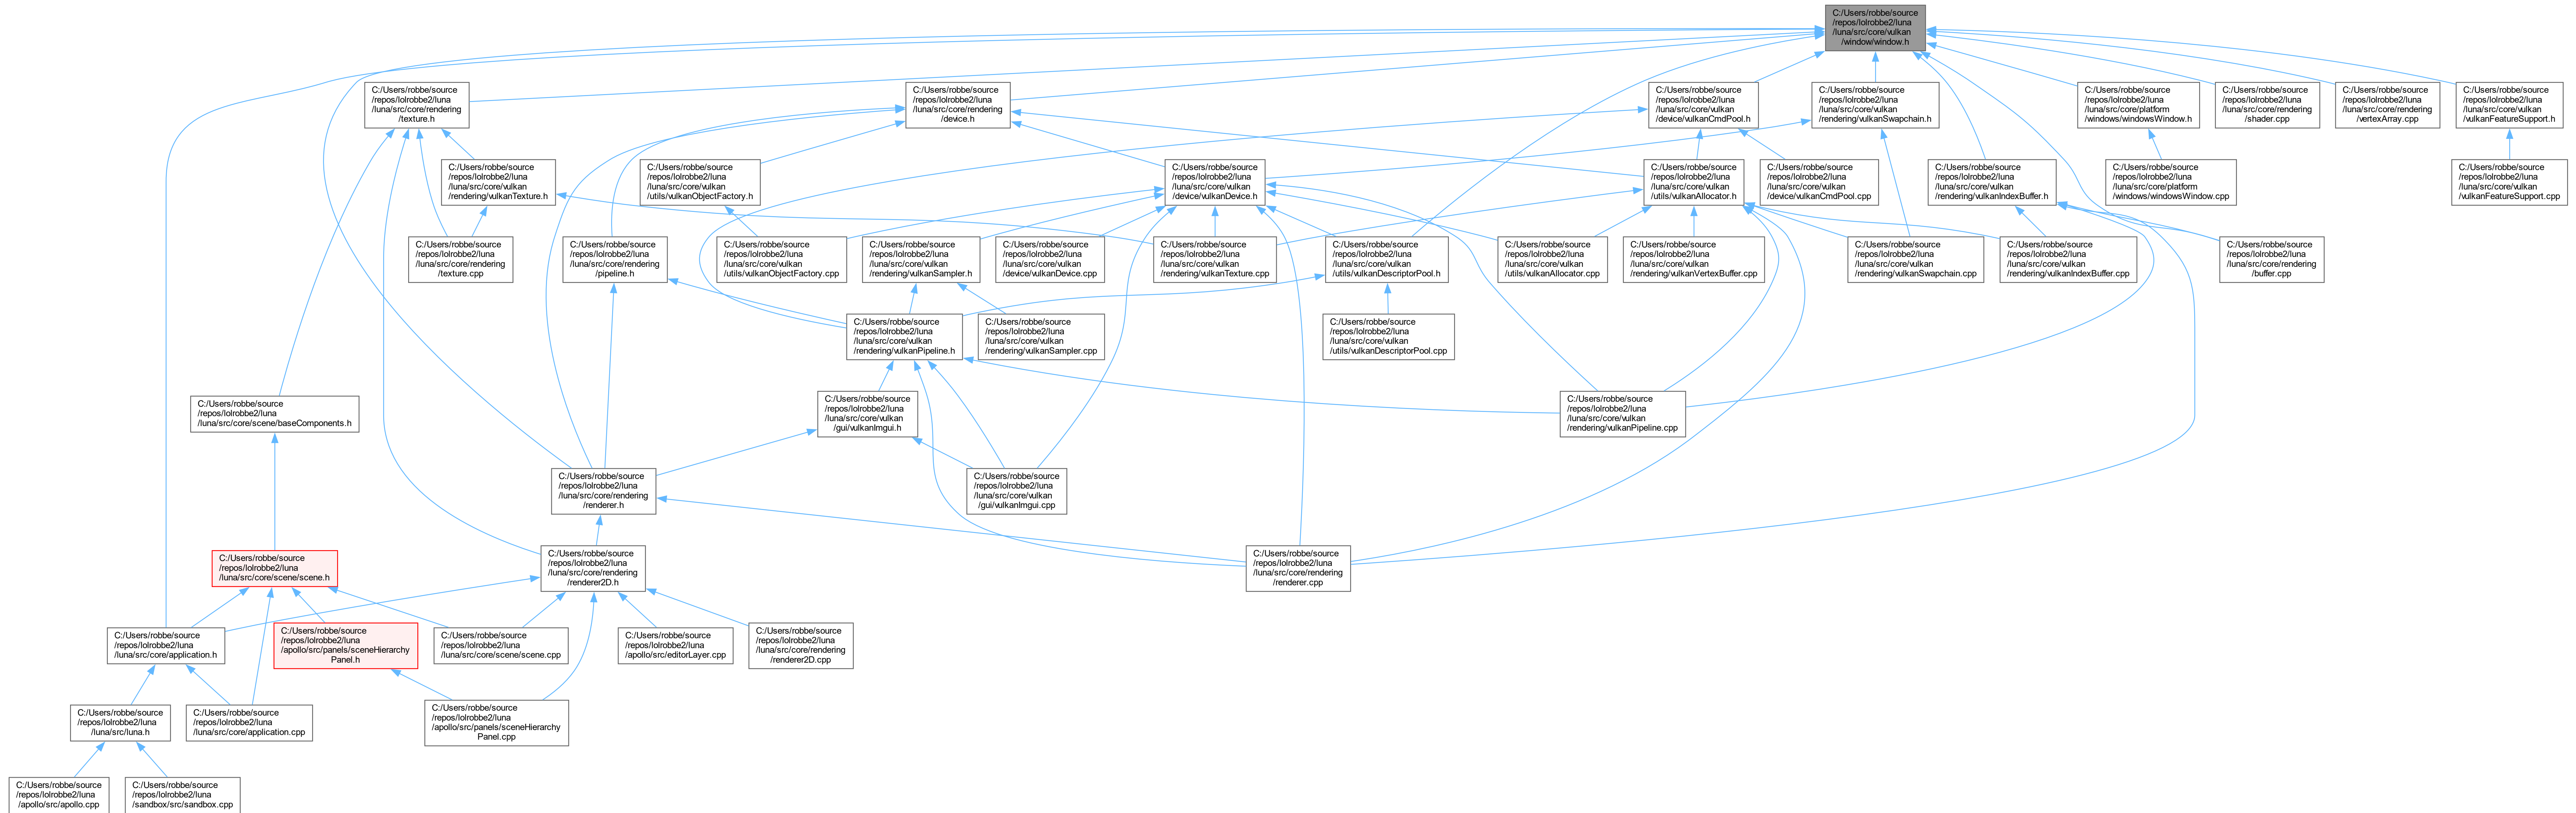 C:/Users/robbe/source
/repos/lolrobbe2/luna
/luna/src/core/vulkan
/window/window.h
C:/Users/robbe/source
/repos/lolrobbe2/luna
/luna/src/core/rendering
/texture.h
C:/Users/robbe/source
/repos/lolrobbe2/luna
/luna/src/core/rendering
/device.h
C:/Users/robbe/source
/repos/lolrobbe2/luna
/luna/src/core/vulkan
/device/vulkanCmdPool.h
C:/Users/robbe/source
/repos/lolrobbe2/luna
/luna/src/core/vulkan
/rendering/vulkanSwapchain.h
C:/Users/robbe/source
/repos/lolrobbe2/luna
/luna/src/core/platform
/windows/windowsWindow.h
C:/Users/robbe/source
/repos/lolrobbe2/luna
/luna/src/core/rendering
/shader.cpp
C:/Users/robbe/source
/repos/lolrobbe2/luna
/luna/src/core/rendering
/vertexArray.cpp
C:/Users/robbe/source
/repos/lolrobbe2/luna
/luna/src/core/vulkan
/vulkanFeatureSupport.h
C:/Users/robbe/source
/repos/lolrobbe2/luna
/luna/src/core/vulkan
/rendering/vulkanTexture.h
C:/Users/robbe/source
/repos/lolrobbe2/luna
/luna/src/core/vulkan
/utils/vulkanObjectFactory.h
C:/Users/robbe/source
/repos/lolrobbe2/luna
/luna/src/core/vulkan
/device/vulkanDevice.h
C:/Users/robbe/source
/repos/lolrobbe2/luna
/luna/src/core/vulkan
/utils/vulkanAllocator.h
C:/Users/robbe/source
/repos/lolrobbe2/luna
/luna/src/core/vulkan
/device/vulkanCmdPool.cpp
C:/Users/robbe/source
/repos/lolrobbe2/luna
/luna/src/core/vulkan
/rendering/vulkanIndexBuffer.h
C:/Users/robbe/source
/repos/lolrobbe2/luna
/luna/src/core/platform
/windows/windowsWindow.cpp
C:/Users/robbe/source
/repos/lolrobbe2/luna
/luna/src/core/vulkan
/vulkanFeatureSupport.cpp
C:/Users/robbe/source
/repos/lolrobbe2/luna
/luna/src/core/rendering
/texture.cpp
C:/Users/robbe/source
/repos/lolrobbe2/luna
/luna/src/core/rendering
/pipeline.h
C:/Users/robbe/source
/repos/lolrobbe2/luna
/luna/src/core/vulkan
/utils/vulkanObjectFactory.cpp
C:/Users/robbe/source
/repos/lolrobbe2/luna
/luna/src/core/vulkan
/rendering/vulkanSampler.h
C:/Users/robbe/source
/repos/lolrobbe2/luna
/luna/src/core/vulkan
/device/vulkanDevice.cpp
C:/Users/robbe/source
/repos/lolrobbe2/luna
/luna/src/core/vulkan
/rendering/vulkanTexture.cpp
C:/Users/robbe/source
/repos/lolrobbe2/luna
/luna/src/core/vulkan
/utils/vulkanDescriptorPool.h
C:/Users/robbe/source
/repos/lolrobbe2/luna
/luna/src/core/vulkan
/utils/vulkanAllocator.cpp
C:/Users/robbe/source
/repos/lolrobbe2/luna
/luna/src/core/vulkan
/rendering/vulkanVertexBuffer.cpp
C:/Users/robbe/source
/repos/lolrobbe2/luna
/luna/src/core/vulkan
/rendering/vulkanSwapchain.cpp
C:/Users/robbe/source
/repos/lolrobbe2/luna
/luna/src/core/vulkan
/rendering/vulkanIndexBuffer.cpp
C:/Users/robbe/source
/repos/lolrobbe2/luna
/luna/src/core/rendering
/buffer.cpp
C:/Users/robbe/source
/repos/lolrobbe2/luna
/luna/src/core/vulkan
/rendering/vulkanPipeline.h
C:/Users/robbe/source
/repos/lolrobbe2/luna
/luna/src/core/vulkan
/rendering/vulkanSampler.cpp
C:/Users/robbe/source
/repos/lolrobbe2/luna
/luna/src/core/vulkan
/utils/vulkanDescriptorPool.cpp
C:/Users/robbe/source
/repos/lolrobbe2/luna
/luna/src/core/scene/baseComponents.h
C:/Users/robbe/source
/repos/lolrobbe2/luna
/luna/src/core/vulkan
/gui/vulkanImgui.h
C:/Users/robbe/source
/repos/lolrobbe2/luna
/luna/src/core/vulkan
/rendering/vulkanPipeline.cpp
C:/Users/robbe/source
/repos/lolrobbe2/luna
/luna/src/core/rendering
/renderer.h
C:/Users/robbe/source
/repos/lolrobbe2/luna
/luna/src/core/vulkan
/gui/vulkanImgui.cpp
C:/Users/robbe/source
/repos/lolrobbe2/luna
/luna/src/core/scene/scene.h
C:/Users/robbe/source
/repos/lolrobbe2/luna
/luna/src/core/rendering
/renderer2D.h
C:/Users/robbe/source
/repos/lolrobbe2/luna
/luna/src/core/rendering
/renderer.cpp
C:/Users/robbe/source
/repos/lolrobbe2/luna
/luna/src/core/application.h
C:/Users/robbe/source
/repos/lolrobbe2/luna
/apollo/src/panels/sceneHierarchy
Panel.h
C:/Users/robbe/source
/repos/lolrobbe2/luna
/luna/src/core/scene/scene.cpp
C:/Users/robbe/source
/repos/lolrobbe2/luna
/apollo/src/editorLayer.cpp
C:/Users/robbe/source
/repos/lolrobbe2/luna
/luna/src/core/rendering
/renderer2D.cpp
C:/Users/robbe/source
/repos/lolrobbe2/luna
/luna/src/luna.h
C:/Users/robbe/source
/repos/lolrobbe2/luna
/luna/src/core/application.cpp
C:/Users/robbe/source
/repos/lolrobbe2/luna
/apollo/src/panels/sceneHierarchy
Panel.cpp
C:/Users/robbe/source
/repos/lolrobbe2/luna
/apollo/src/apollo.cpp
C:/Users/robbe/source
/repos/lolrobbe2/luna
/sandbox/src/sandbox.cpp